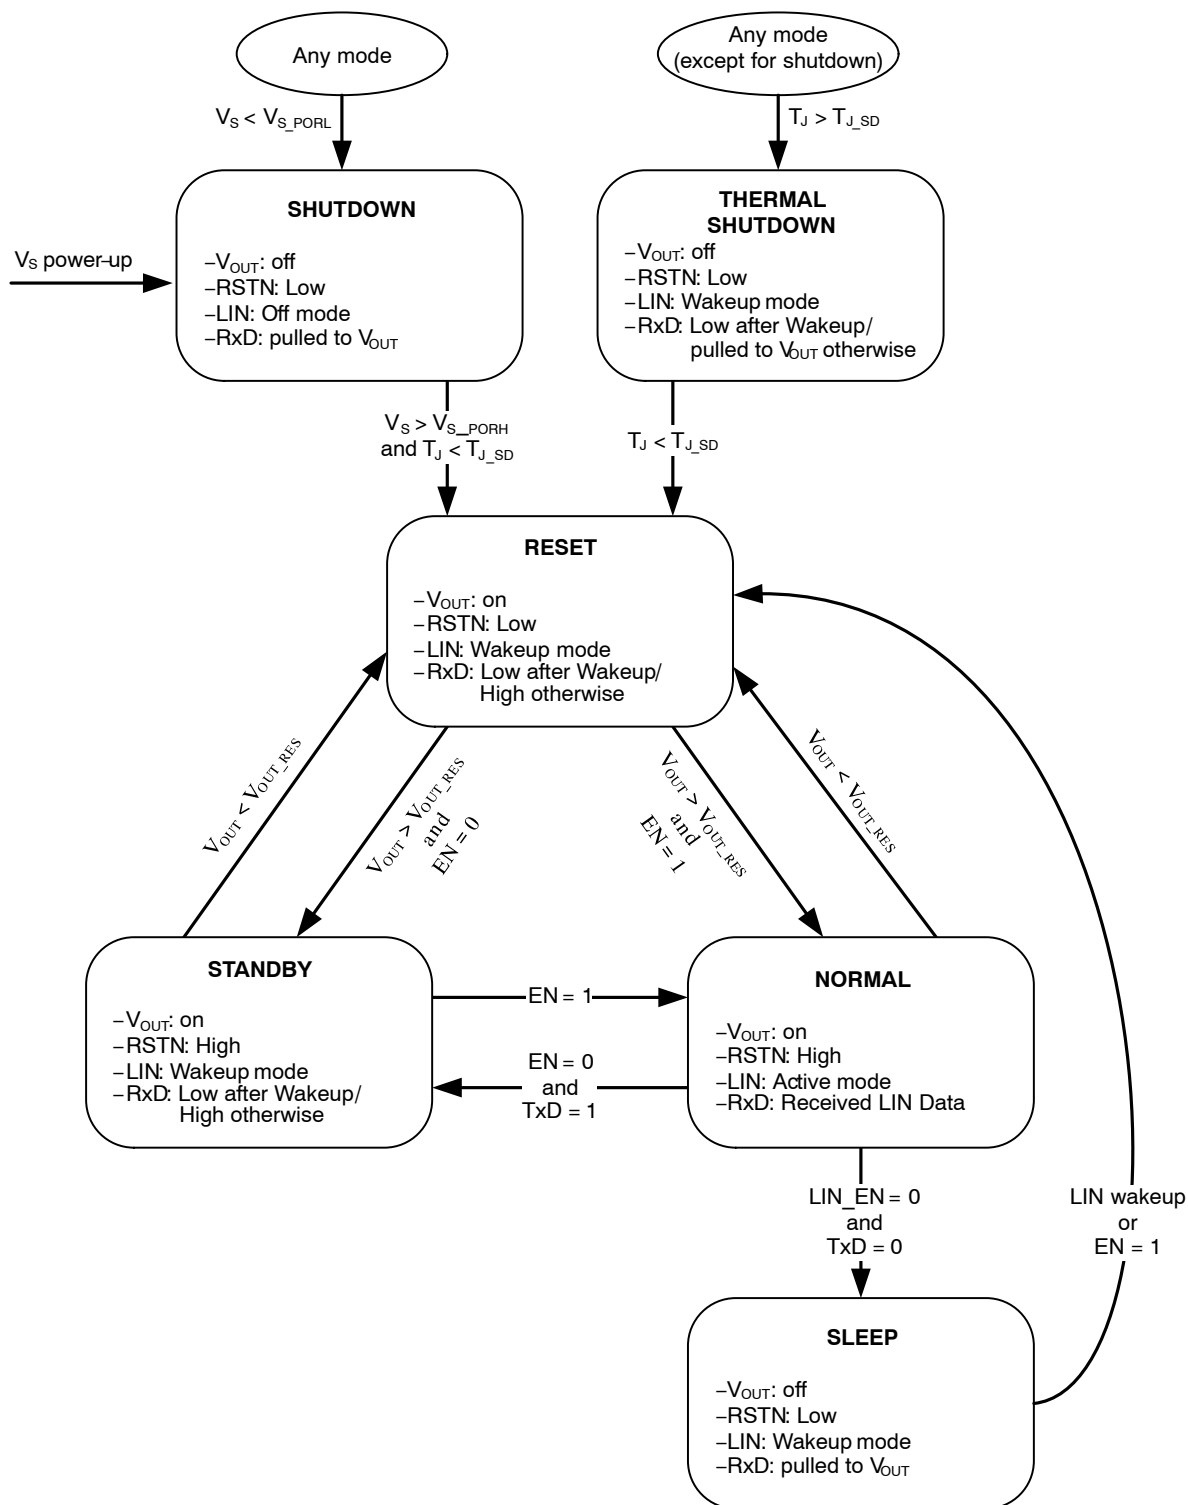 Any mode
Any mode
(except for shutdown)
V_S < V_S_PORL
T_J > T_J_SD
SHUTDOWN
–V_OUT: off
–RSTN: Low
–LIN: Off mode
–RxD: pulled to V_OUT
THERMAL
SHUTDOWN
–V_OUT: off
–RSTN: Low
–LIN: Wakeup mode
–RxD: Low after Wakeup/
pulled to V_OUT otherwise
V_S power–up
V_S > V_S_PORH
and T_J < T_J_SD
T_J < T_J_SD
RESET
–V_OUT: on
–RSTN: Low
–LIN: Wakeup mode
–RxD: Low after Wakeup/
High otherwise
V_OUT < V_OUT_RES
V_OUT > V_OUT_RES
and
EN = 0
V_OUT > V_OUT_RES
and
EN = 1
V_OUT < V_OUT_RES
STANDBY
–V_OUT: on
–RSTN: High
–LIN: Wakeup mode
–RxD: Low after Wakeup/
High otherwise
EN = 1
EN = 0
and
TxD = 1
NORMAL
–V_OUT: on
–RSTN: High
–LIN: Active mode
–RxD: Received LIN Data
LIN_EN = 0
and
TxD = 0
LIN wakeup
or
EN = 1
SLEEP
–V_OUT: off
–RSTN: Low
–LIN: Wakeup mode
–RxD: pulled to V_OUT